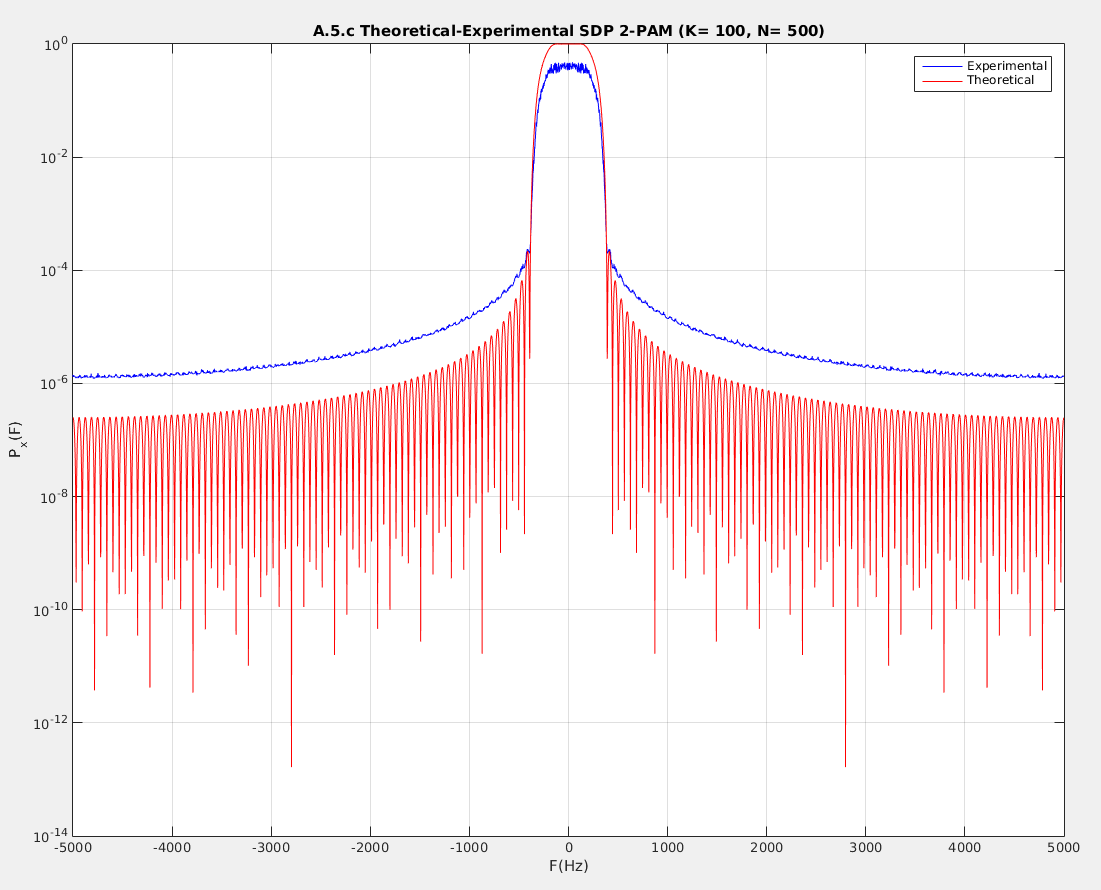 A.5.c Theoretical-Experimental SDP 2-PAM (K= 100, N= 500)
Experimental
Theoretical
10^0
10^-2
10^-4
10^-6
10^-8
10^-10
10^-12
10^-14
P_x(F)
-5000 -4000 -3000 -2000 -1000 0 1000 2000 3000 4000 5000
F(Hz)